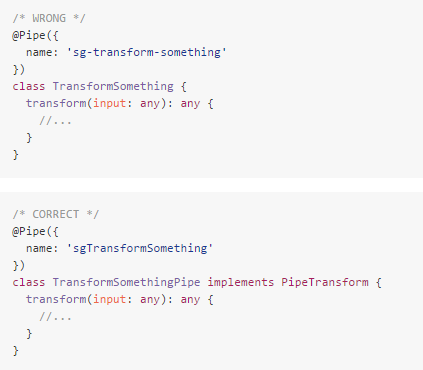 /* WRONG */
@Pipe({
  name: 'sg-transform-something'
})
class TransformSomething {
  transform(input: any): any {
    //...
  }
}
/* CORRECT */
@Pipe({
  name: 'sgTransformSomething'
})
class TransformSomethingPipe implements PipeTransform {
  transform(input: any): any {
    //...
  }
}